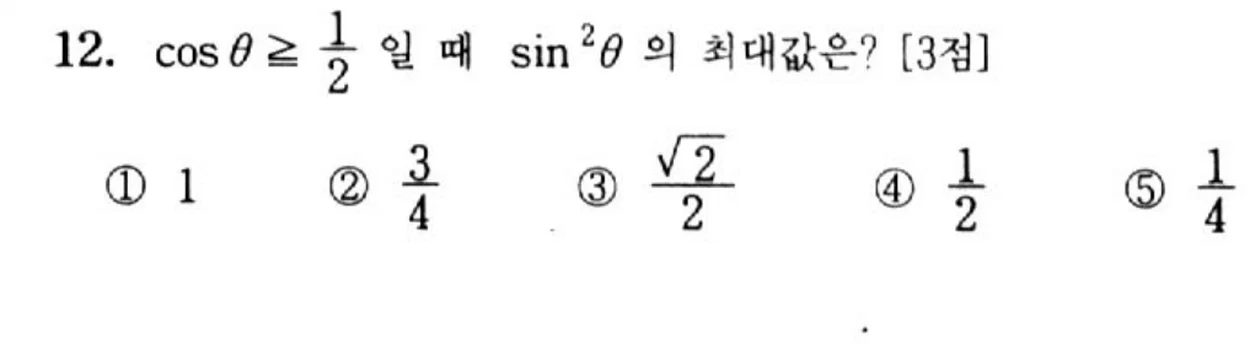 12. cos θ ≧ 1/2 일 때 sin²θ 의 최대값은? [3점]
① 1 ② 3/4 ③ √2/2 ④ 1/2 ⑤ 1/4